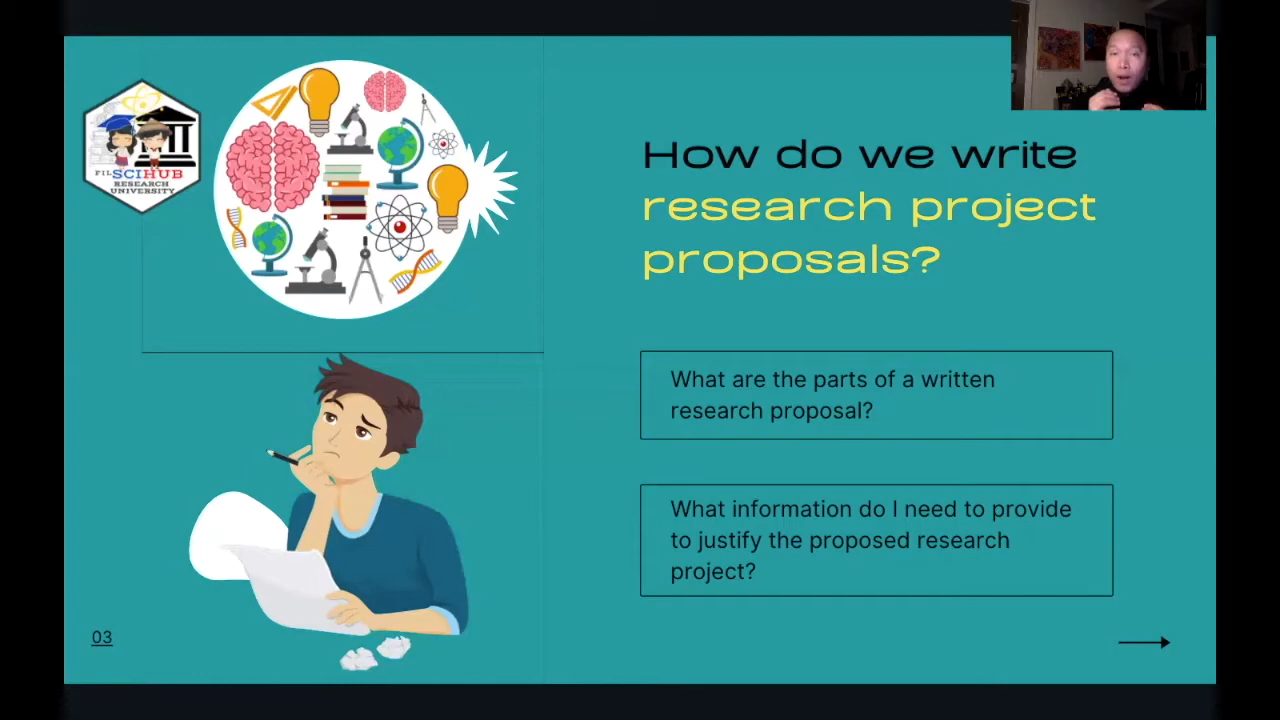 FILSCIHUB
RESEARCH
UNIVERSITY
How do we write
research project
proposals?
What are the parts of a written
research proposal?
What information do I need to provide
to justify the proposed research
project?
03